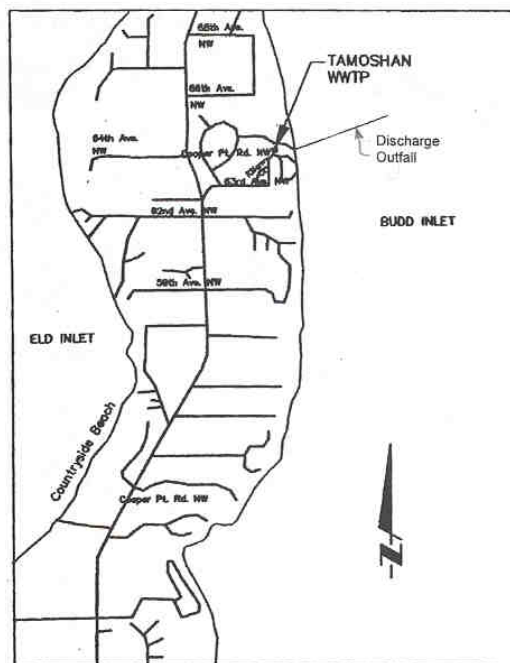 68th Ave.
NW
TAMOSHAN
WWTP
66th Ave.
NW
Discharge
Outfall
64th Ave.
NW
Cooper Pt. Rd. NW
63rd Ave. NW
62nd Ave. NW
BUDD INLET
59th Ave. NW
ELD INLET
Countryside Beach
Cooper Pt. Rd. NW
N